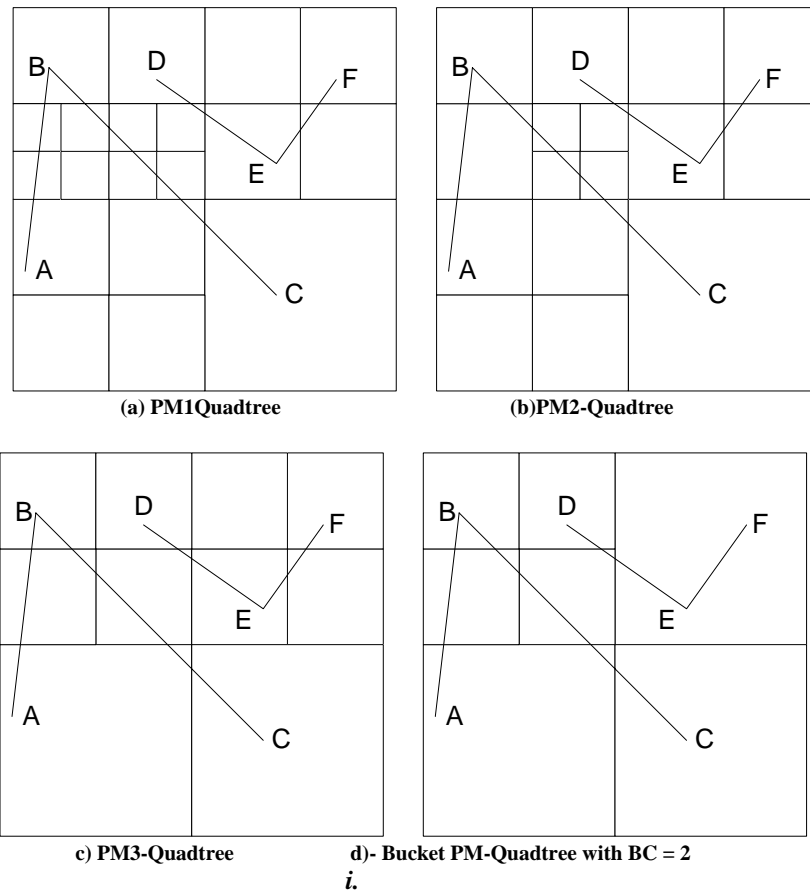 B D F
E
A
C
B D F
E
A
C
(a) PM1Quadtree
(b)PM2-Quadtree
B D F
E
A
C
B D F
E
A
C
c) PM3-Quadtree
d)- Bucket PM-Quadtree with BC = 2
i.